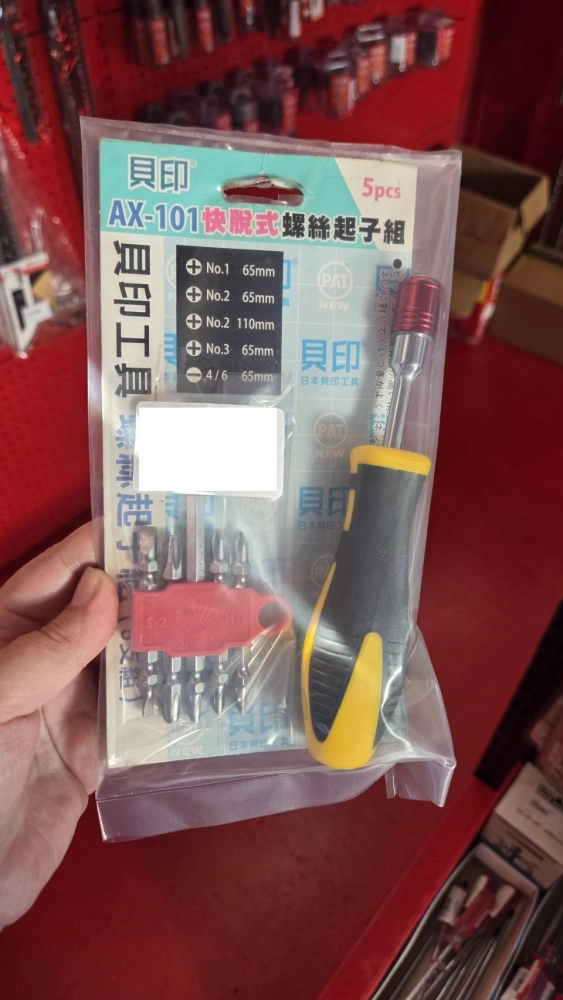 貝印®
5pcs
AX-101快脫式螺絲起子組
貝印工具
No.1 65mm
No.2 65mm
No.2 110mm
No.3 65mm
4/6 65mm
PAT
NEW
貝印
日本貝印工具
PAT
NEW
貝印
日本貝印工具
S-2
貝印
日本貝印工具
NEW